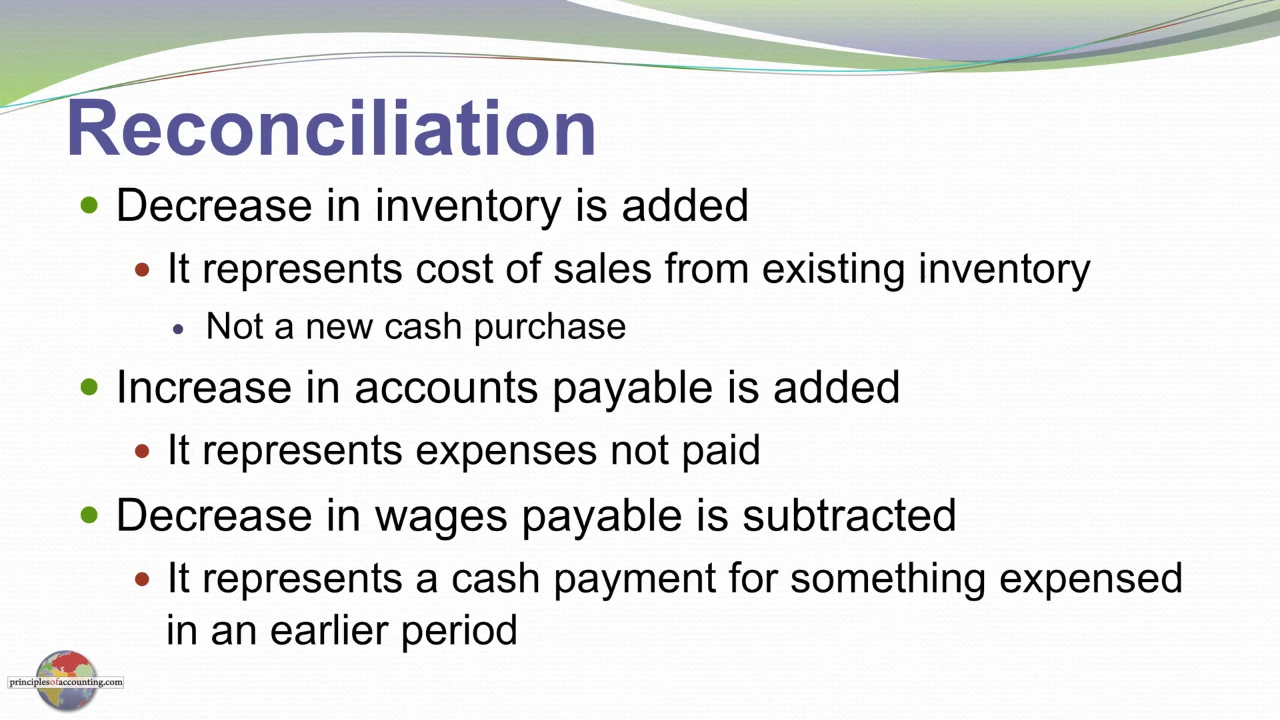 Reconciliation
Decrease in inventory is added
It represents cost of sales from existing inventory
Not a new cash purchase
Increase in accounts payable is added
It represents expenses not paid
Decrease in wages payable is subtracted
It represents a cash payment for something expensed
in an earlier period
principlesofaccounting.com